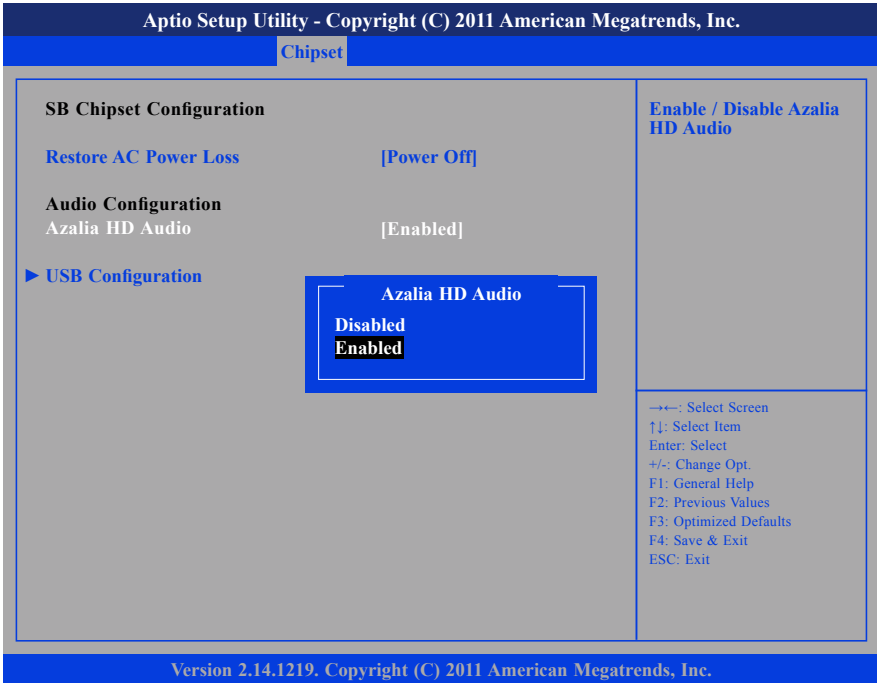 Aptio Setup Utility - Copyright (C) 2011 American Megatrends, Inc.
Chipset
SB Chipset Configuration
Restore AC Power Loss [Power Off]
Audio Configuration
Azalia HD Audio [Enabled]
► USB Configuration
Azalia HD Audio
Disabled
Enabled
Enable / Disable Azalia
HD Audio
→←: Select Screen
↑↓: Select Item
Enter: Select
+/-: Change Opt.
F1: General Help
F2: Previous Values
F3: Optimized Defaults
F4: Save & Exit
ESC: Exit
Version 2.14.1219. Copyright (C) 2011 American Megatrends, Inc.